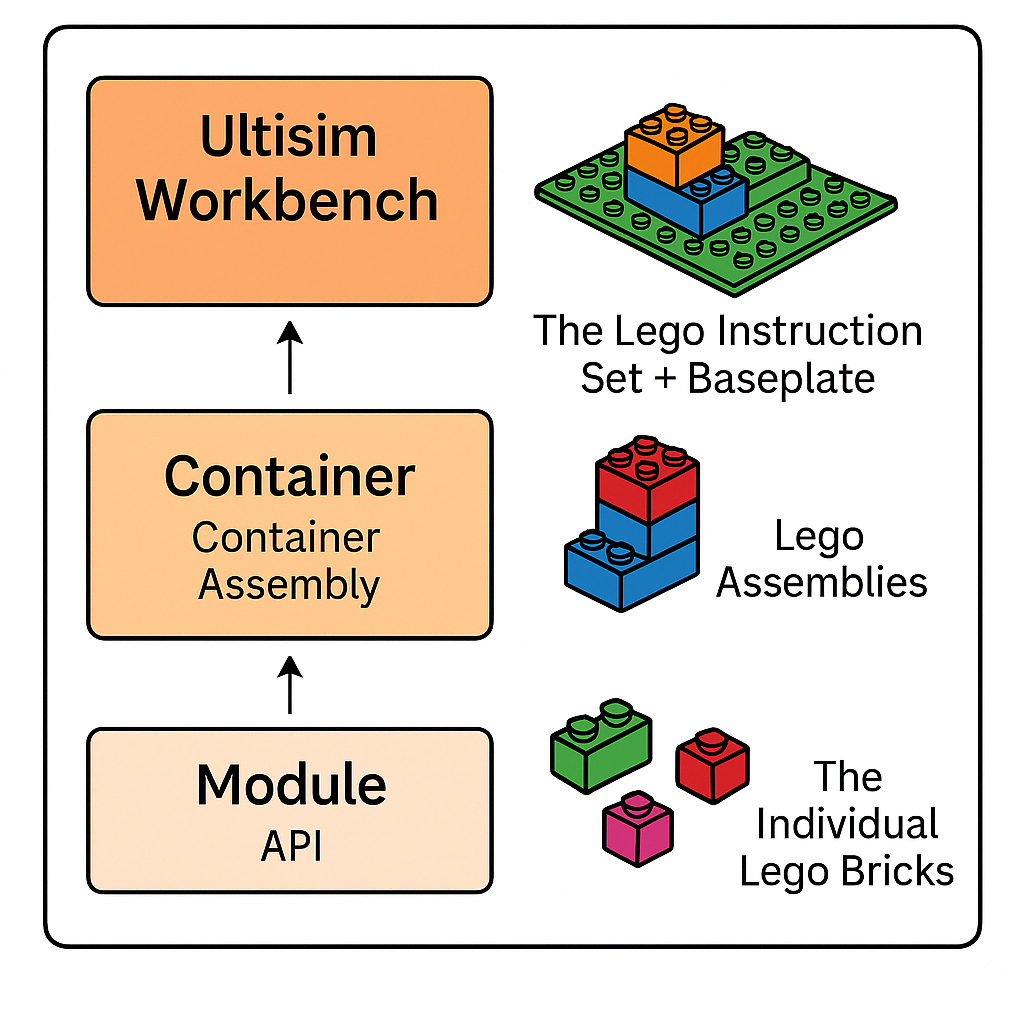 Ultisim
Workbench
The Lego Instruction
Set + Baseplate
Container
Container
Assembly
Lego
Assemblies
Module
API
The
Individual
Lego Bricks